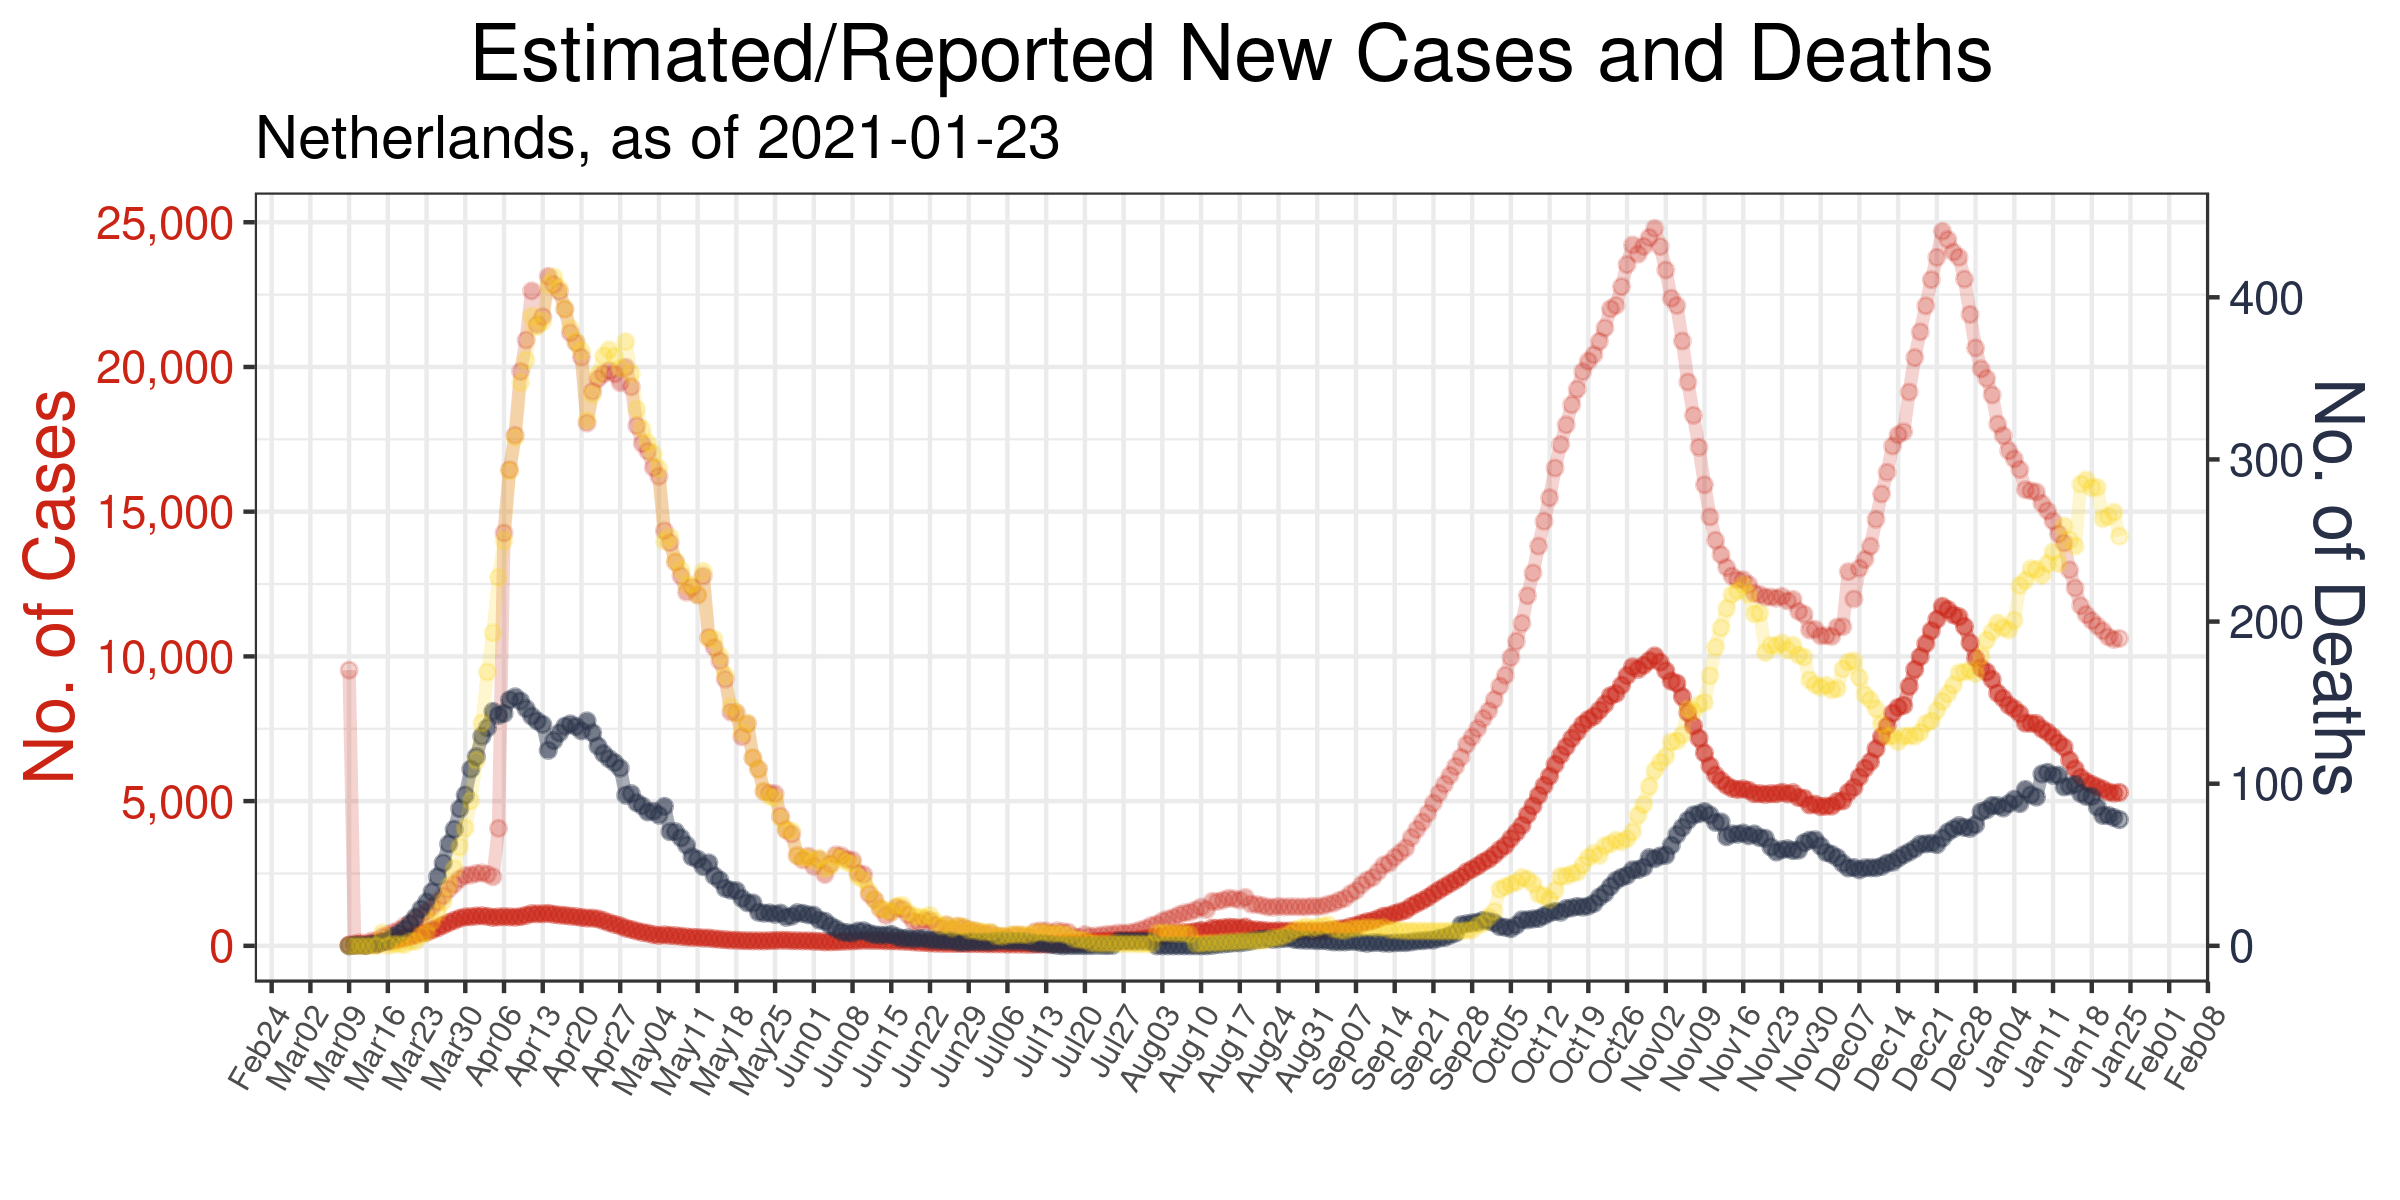 Estimated/Reported New Cases and Deaths
Netherlands, as of 2021-01-23
No. of Cases
25,000
20,000
15,000
10,000
5,000
0
No. of Deaths
400
300
200
100
0
Feb24
Mar02
Mar09
Mar16
Mar23
Mar30
Apr06
Apr13
Apr20
Apr27
May04
May11
May18
May25
Jun01
Jun08
Jun15
Jun22
Jun29
Jul06
Jul13
Jul20
Jul27
Aug03
Aug10
Aug17
Aug24
Aug31
Sep07
Sep14
Sep21
Sep28
Oct05
Oct12
Oct19
Oct26
Nov02
Nov09
Nov16
Nov23
Nov30
Dec07
Dec14
Dec21
Dec28
Jan04
Jan11
Jan18
Jan25
Feb01
Feb08